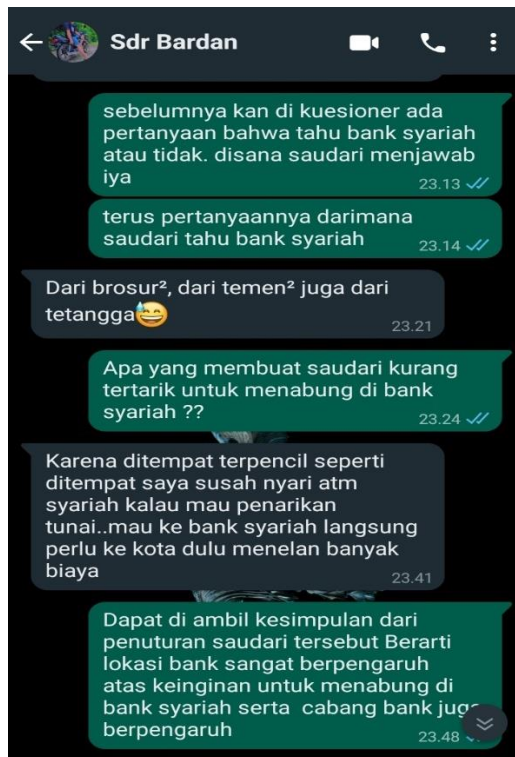 Sdr Bardan
sebelumnya kan di kuesioner ada
pertanyaan bahwa tahu bank syariah
atau tidak. disana saudari menjawab
iya
23.13
terus pertanyaannya darimana
saudari tahu bank syariah
23.14
Dari brosur², dari temen² juga dari
tetangga😅
23.21
Apa yang membuat saudari kurang
tertarik untuk menabung di bank
syariah ??
23.24
Karena ditempat terpencil seperti
ditempat saya susah nyari atm
syariah kalau mau penarikan
tunai..mau ke bank syariah langsung
perlu ke kota dulu menelan banyak
biaya
23.41
Dapat di ambil kesimpulan dari
penuturan saudari tersebut Berarti
lokasi bank sangat berpengaruh
atas keinginan untuk menabung di
bank syariah serta cabang bank juga
berpengaruh
23.48